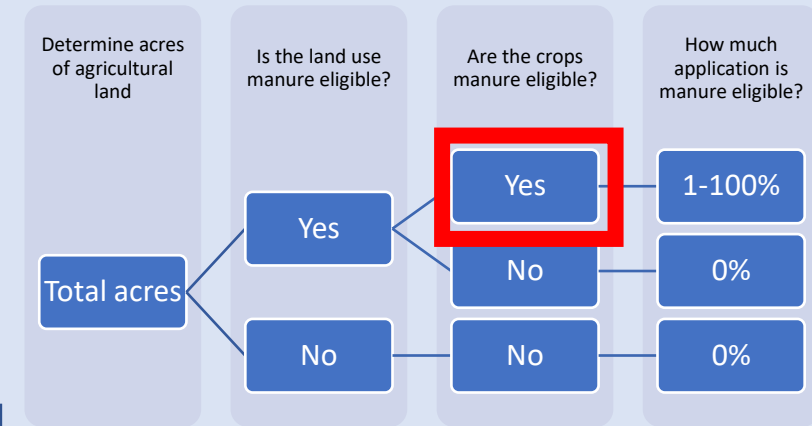 Determine acres
of agricultural
land
Is the land use
manure eligible?
Are the crops
manure eligible?
How much
application is
manure eligible?
Total acres
Yes
No
Yes
No
No
1-100%
0%
0%